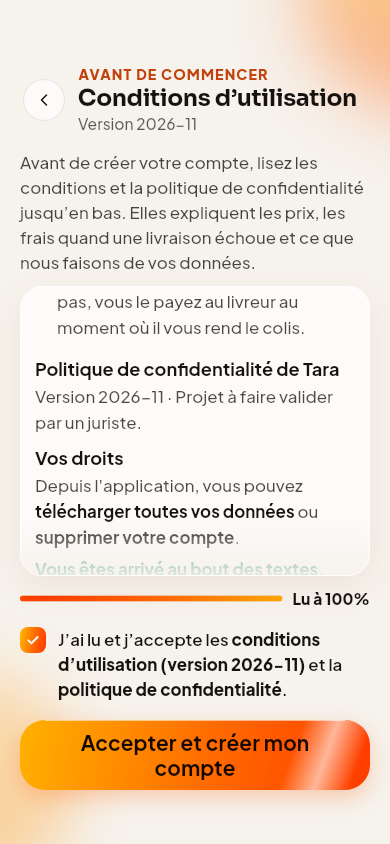 AVANT DE COMMENCER
Conditions d’utilisation
Version 2026-11
Avant de créer votre compte, lisez les
conditions et la politique de confidentialité
jusqu’en bas. Elles expliquent les prix, les
frais quand une livraison échoue et ce que
nous faisons de vos données.
pas, vous le payez au livreur au
moment où il vous rend le colis.
Politique de confidentialité de Tara
Version 2026-11 · Projet à faire valider
par un juriste.
Vos droits
Depuis l'application, vous pouvez
télécharger toutes vos données ou
supprimer votre compte.
Vous êtes arrivé au bout des textes.
Lu à 100%
J’ai lu et j’accepte les conditions
d’utilisation (version 2026-11) et la
politique de confidentialité.
Accepter et créer mon
compte